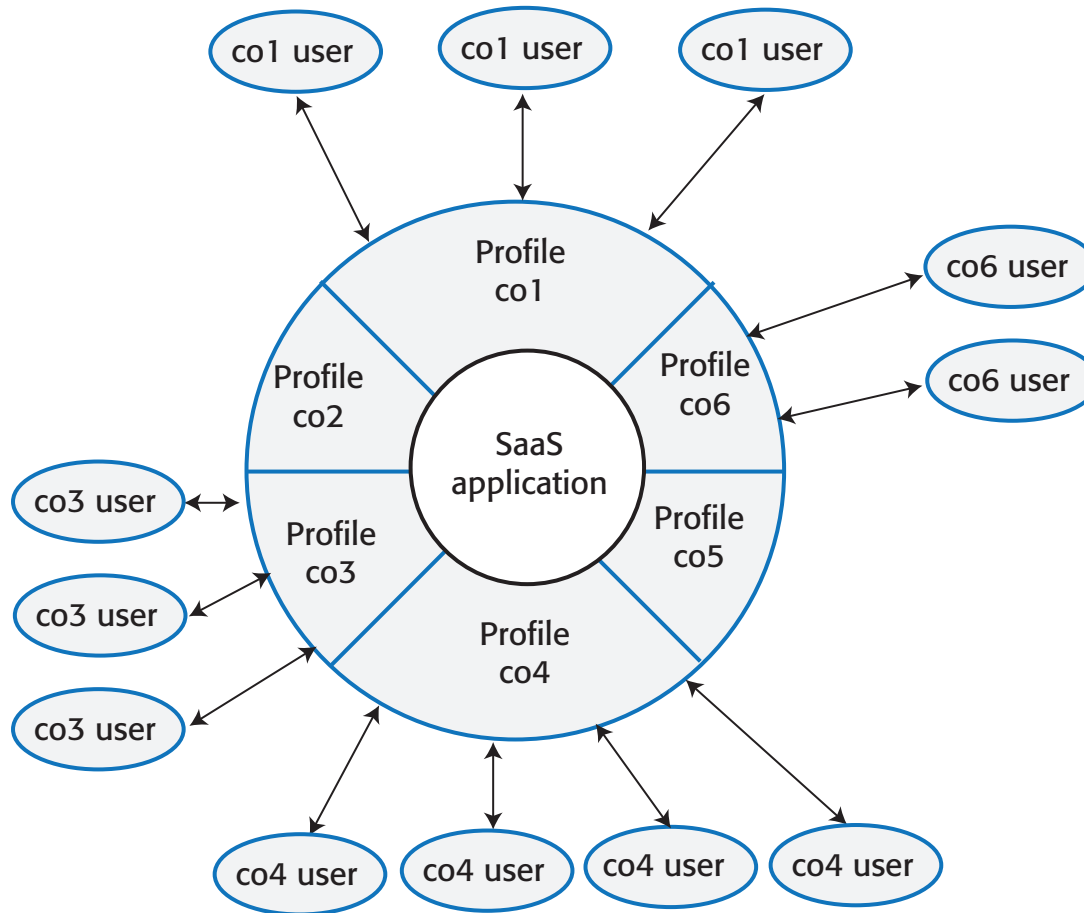 co1 user
co1 user
co1 user
Profile
co1
co6 user
Profile
co2
Profile
co6
co6 user
SaaS
application
co3 user
Profile
co3
Profile
co5
co3 user
Profile
co4
co3 user
co4 user
co4 user
co4 user
co4 user